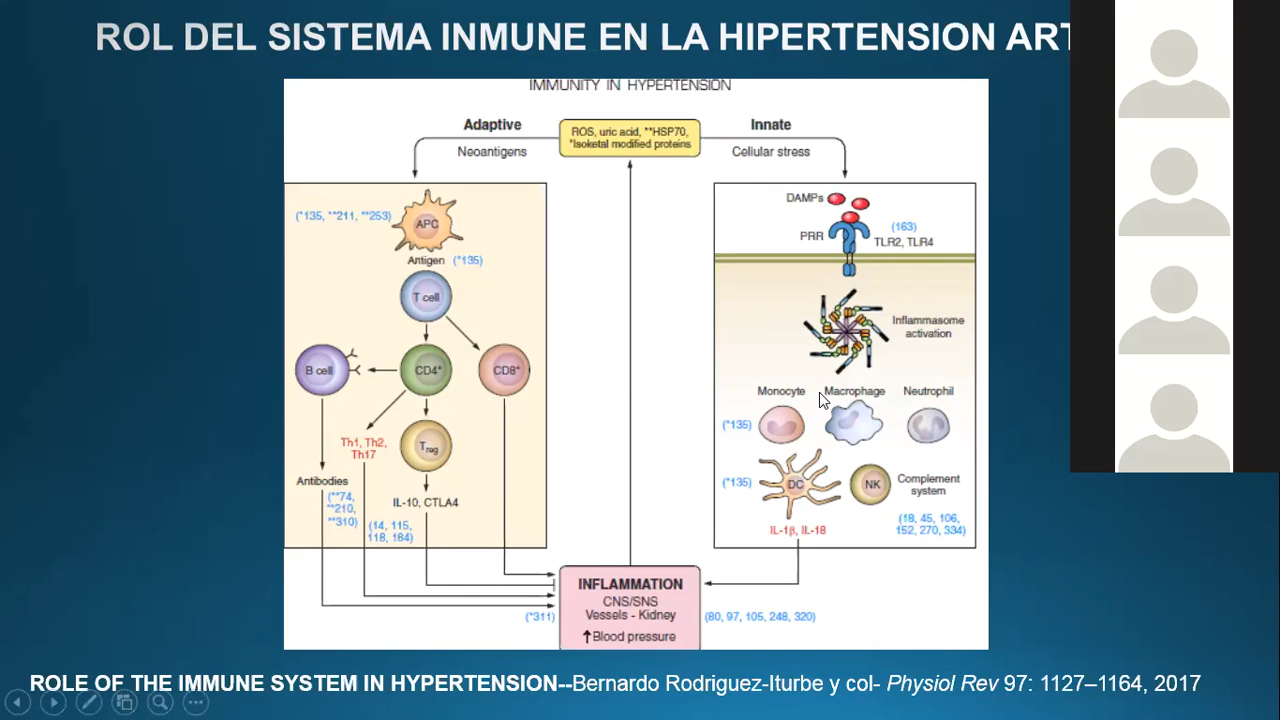 ROL DEL SISTEMA INMUNE EN LA HIPERTENSION ART
IMMUNITY IN HYPERTENSION
Adaptive
Neoantigens
ROS, uric acid, **HSP70,
*Isoketal modified proteins
Innate
Cellular stress
(*135, **211, **253)
APC
Antigen (*135)
T cell
B cell
CD4+
CD8+
Th1, Th2,
Th17
Treg
Antibodies
(**74,
**210,
**310)
IL-10, CTLA4
(14, 115,
118, 184)
DAMPs
PRR
(163)
TLR2, TLR4
Inflammasome
activation
Monocyte
Macrophage
Neutrophil
(*135)
(*135)
DC
NK
Complement
system
IL-1β, IL-18
(18, 45, 106,
152, 270, 334)
INFLAMMATION
CNS/SNS
Vessels - Kidney
↑Blood pressure
(*311)
(80, 97, 105, 248, 320)
ROLE OF THE IMMUNE SYSTEM IN HYPERTENSION--Bernardo Rodriguez-Iturbe y col- Physiol Rev 97: 1127–1164, 2017